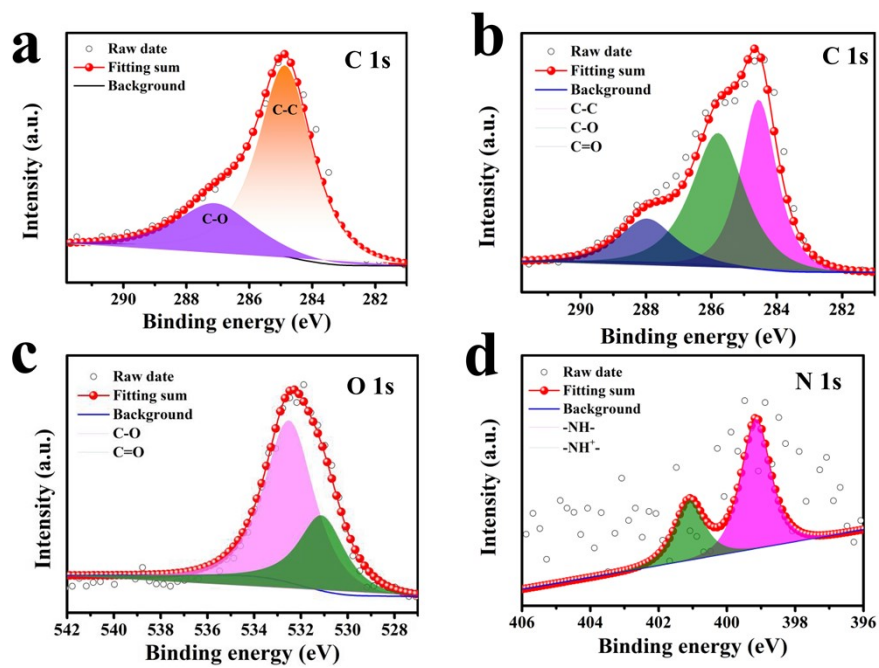 a
Raw date
Fitting sum
Background
C 1s
C-C
C-O
Intensity (a.u.)
290 288 286 284 282
Binding energy (eV)
b
Raw date
Fitting sum
Background
C-C
C-O
C=O
C 1s
Intensity (a.u.)
290 288 286 284 282
Binding energy (eV)
c
Raw date
Fitting sum
Background
C-O
C=O
O 1s
Intensity (a.u.)
542 540 538 536 534 532 530 528
Binding energy (eV)
d
Raw date
Fitting sum
Background
-NH-
-NH⁺-
N 1s
Intensity (a.u.)
406 404 402 400 398 396
Binding energy (eV)